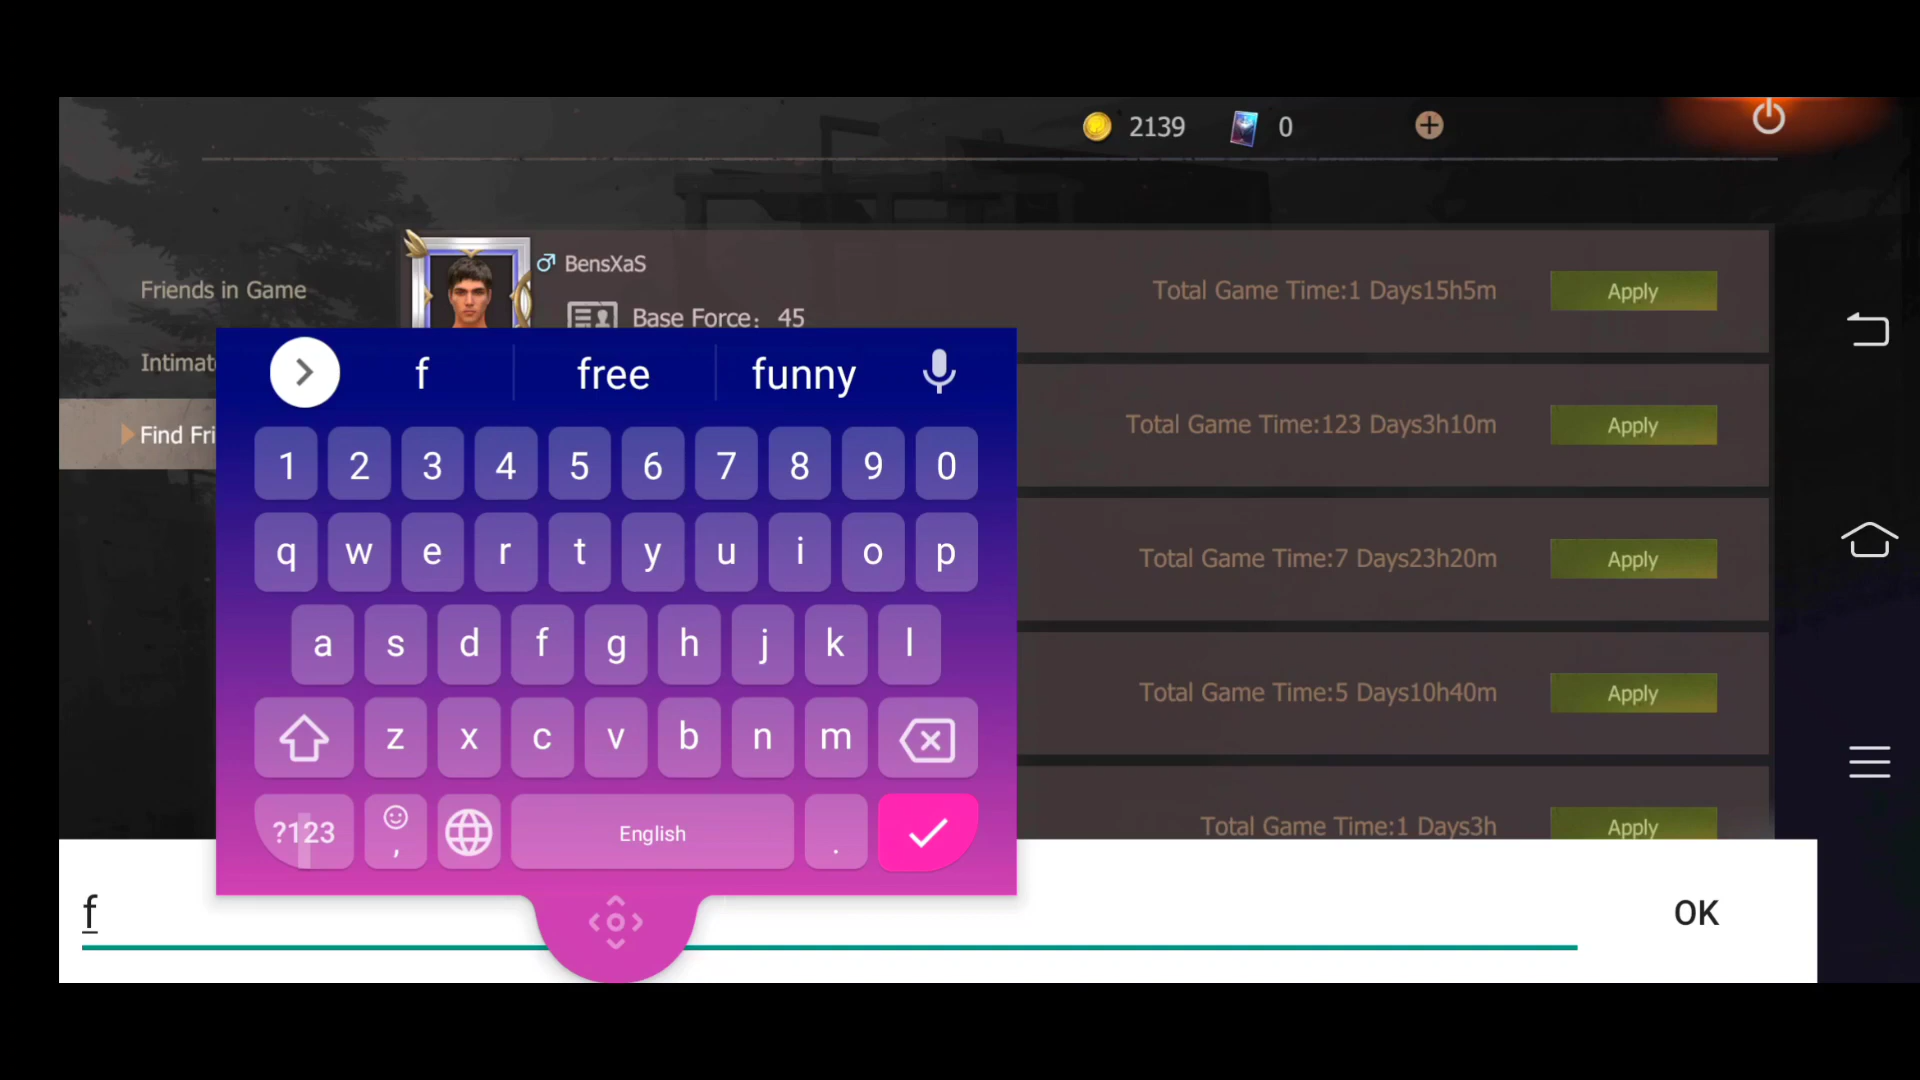 2139 0
♂ BensXaS
Base Force: 45
Total Game Time:1 Days15h5m Apply
Friends in Game
Intimat
Find Fri
Total Game Time:123 Days3h10m Apply
Total Game Time:7 Days23h20m Apply
Total Game Time:5 Days10h40m Apply
Total Game Time:1 Days3h Apply
f free funny
1 2 3 4 5 6 7 8 9 0
q w e r t y u i o p
a s d f g h j k l
z x c v b n m
?123 , English .
f OK